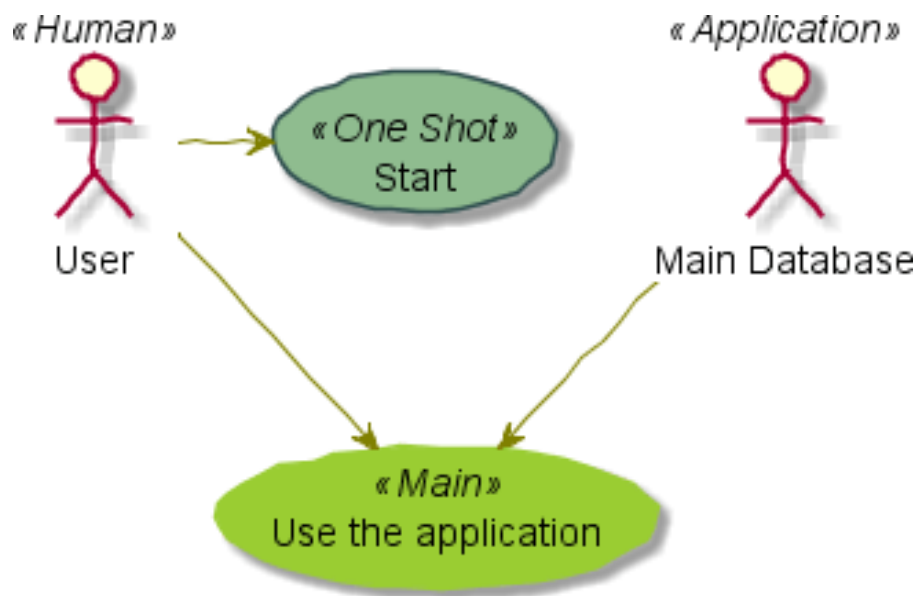 «Human»
User
«One Shot»
Start
«Application»
Main Database
«Main»
Use the application